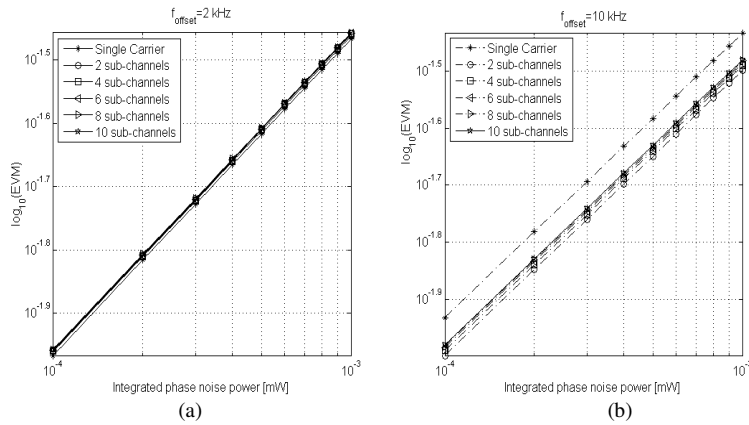 f_offset=2 kHz
log_10(EVM)
10^-1.5
10^-1.6
10^-1.7
10^-1.8
10^-1.9
Single Carrier
2 sub-channels
4 sub-channels
6 sub-channels
8 sub-channels
10 sub-channels
10^-4
10^-3
Integrated phase noise power [mW]
(a)
f_offset=10 kHz
log_10(EVM)
10^-1.5
10^-1.6
10^-1.7
10^-1.8
10^-1.9
Single Carrier
2 sub-channels
4 sub-channels
6 sub-channels
8 sub-channels
10 sub-channels
10^-4
10^-3
Integrated phase noise power [mW]
(b)